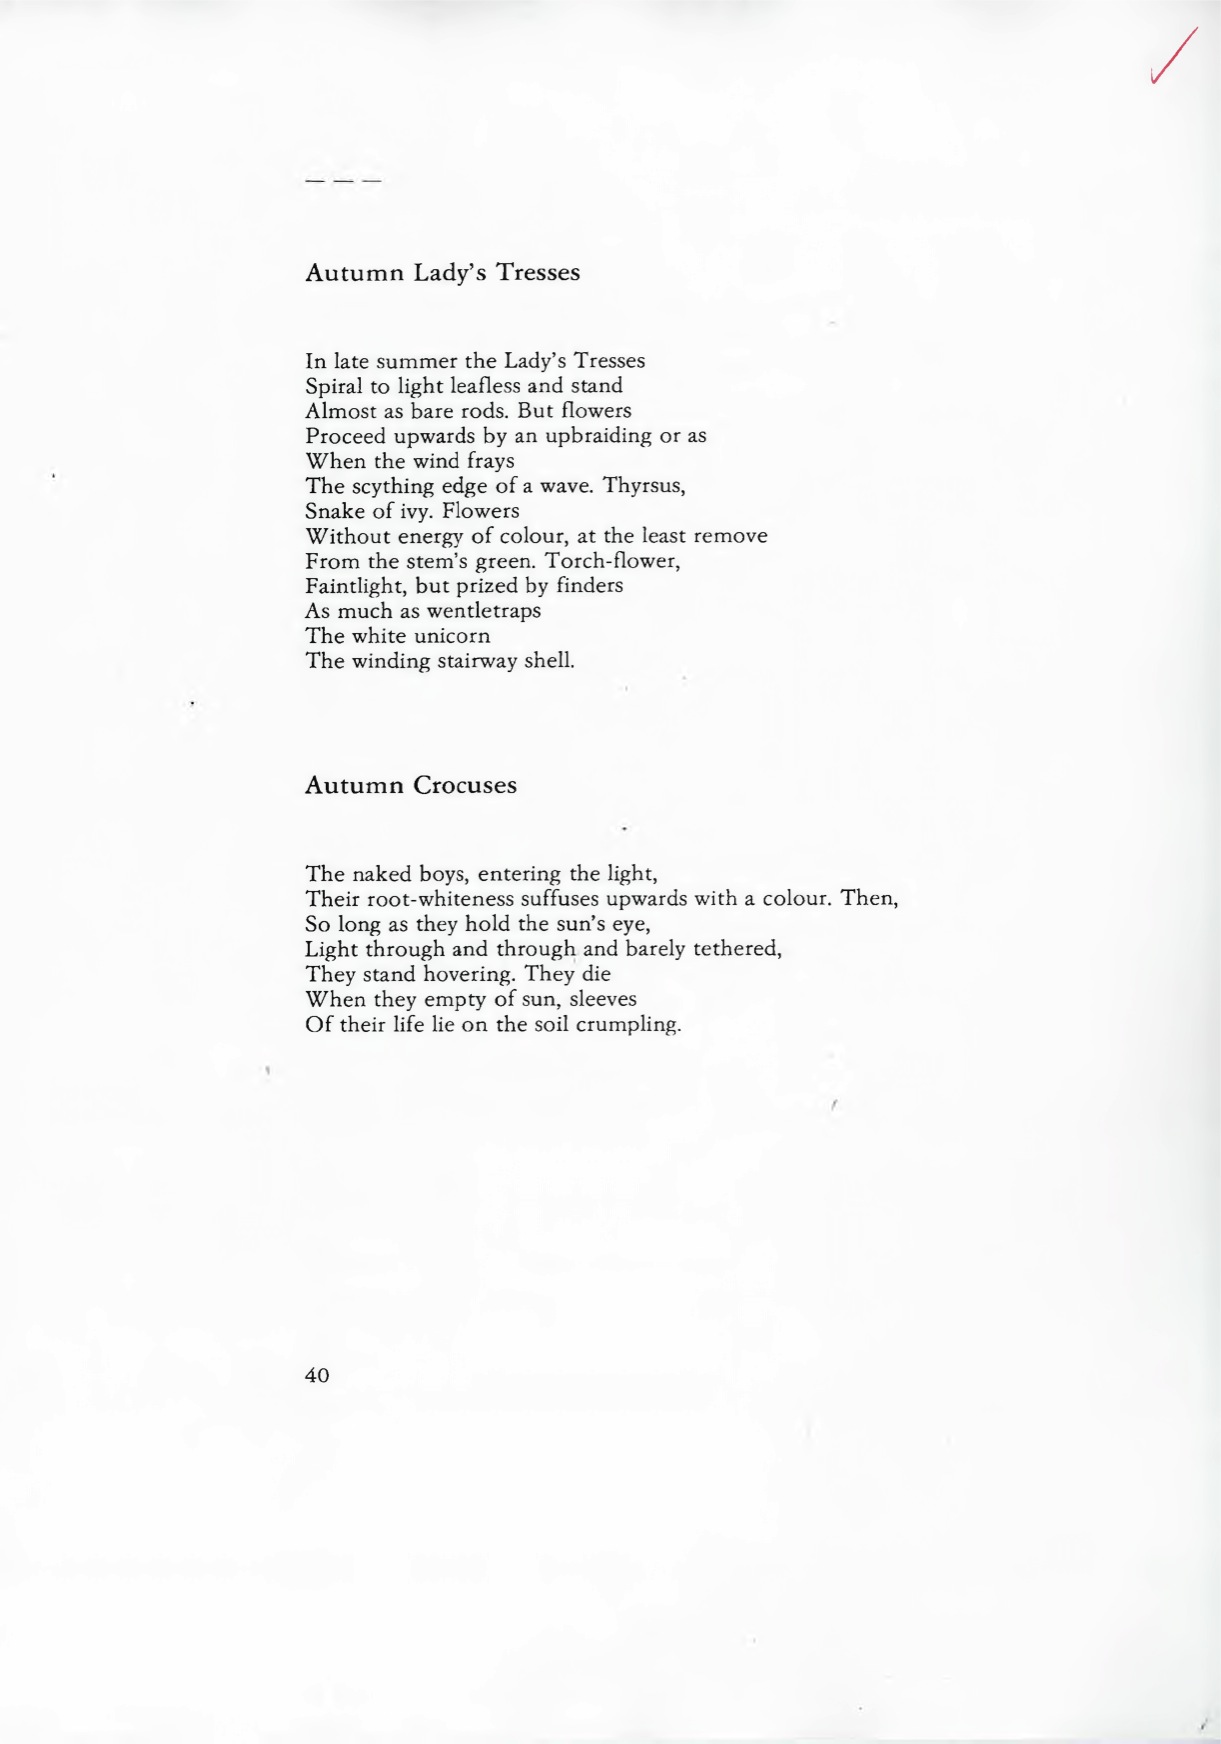 — — —
Autumn Lady's Tresses
In late summer the Lady's Tresses
Spiral to light leafless and stand
Almost as bare rods. But flowers
Proceed upwards by an upbraiding or as
When the wind frays
The scything edge of a wave. Thyrsus,
Snake of ivy. Flowers
Without energy of colour, at the least remove
From the stem's green. Torch-flower,
Faintlight, but prized by finders
As much as wentletraps
The white unicorn
The winding stairway shell.
Autumn Crocuses
The naked boys, entering the light,
Their root-whiteness suffuses upwards with a colour. Then,
So long as they hold the sun's eye,
Light through and through and barely tethered,
They stand hovering. They die
When they empty of sun, sleeves
Of their life lie on the soil crumpling.
40